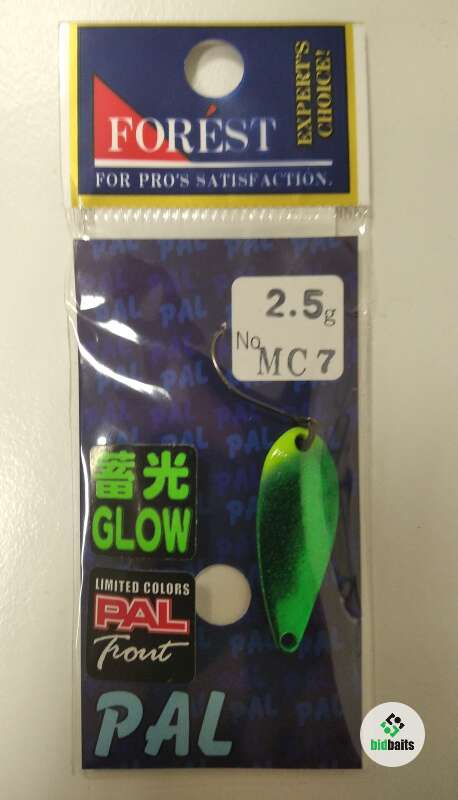 FORÉST
EXPERT'S
CHOICE!
FOR PRO'S SATISFACTION.
2.5g
No. MC7
蓄光
GLOW
LIMITED COLORS
PAL
Trout
PAL
PAL
bidbaits